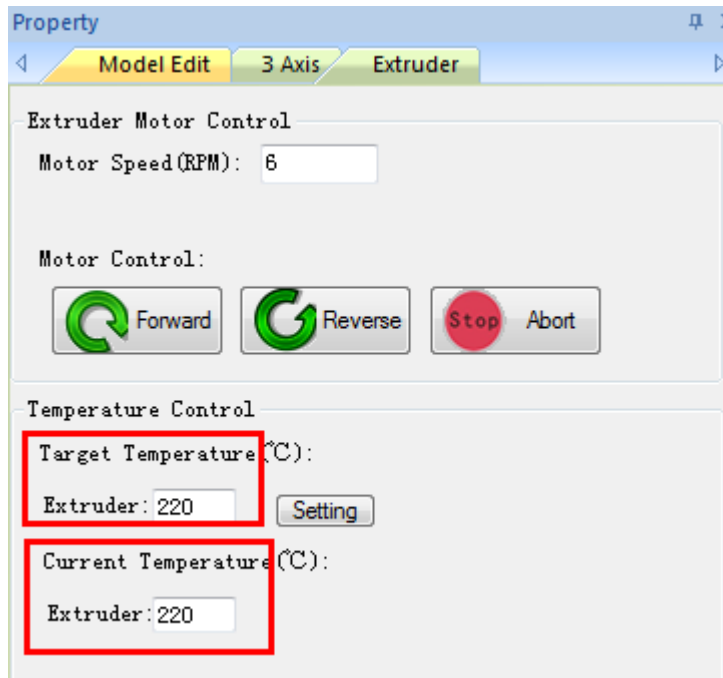 Property
Model Edit 3 Axis Extruder
Extruder Motor Control
Motor Speed(RPM): 6
Motor Control:
Forward Reverse Stop Abort
Temperature Control
Target Temperature(℃):
Extruder: 220 Setting
Current Temperature(℃):
Extruder: 220